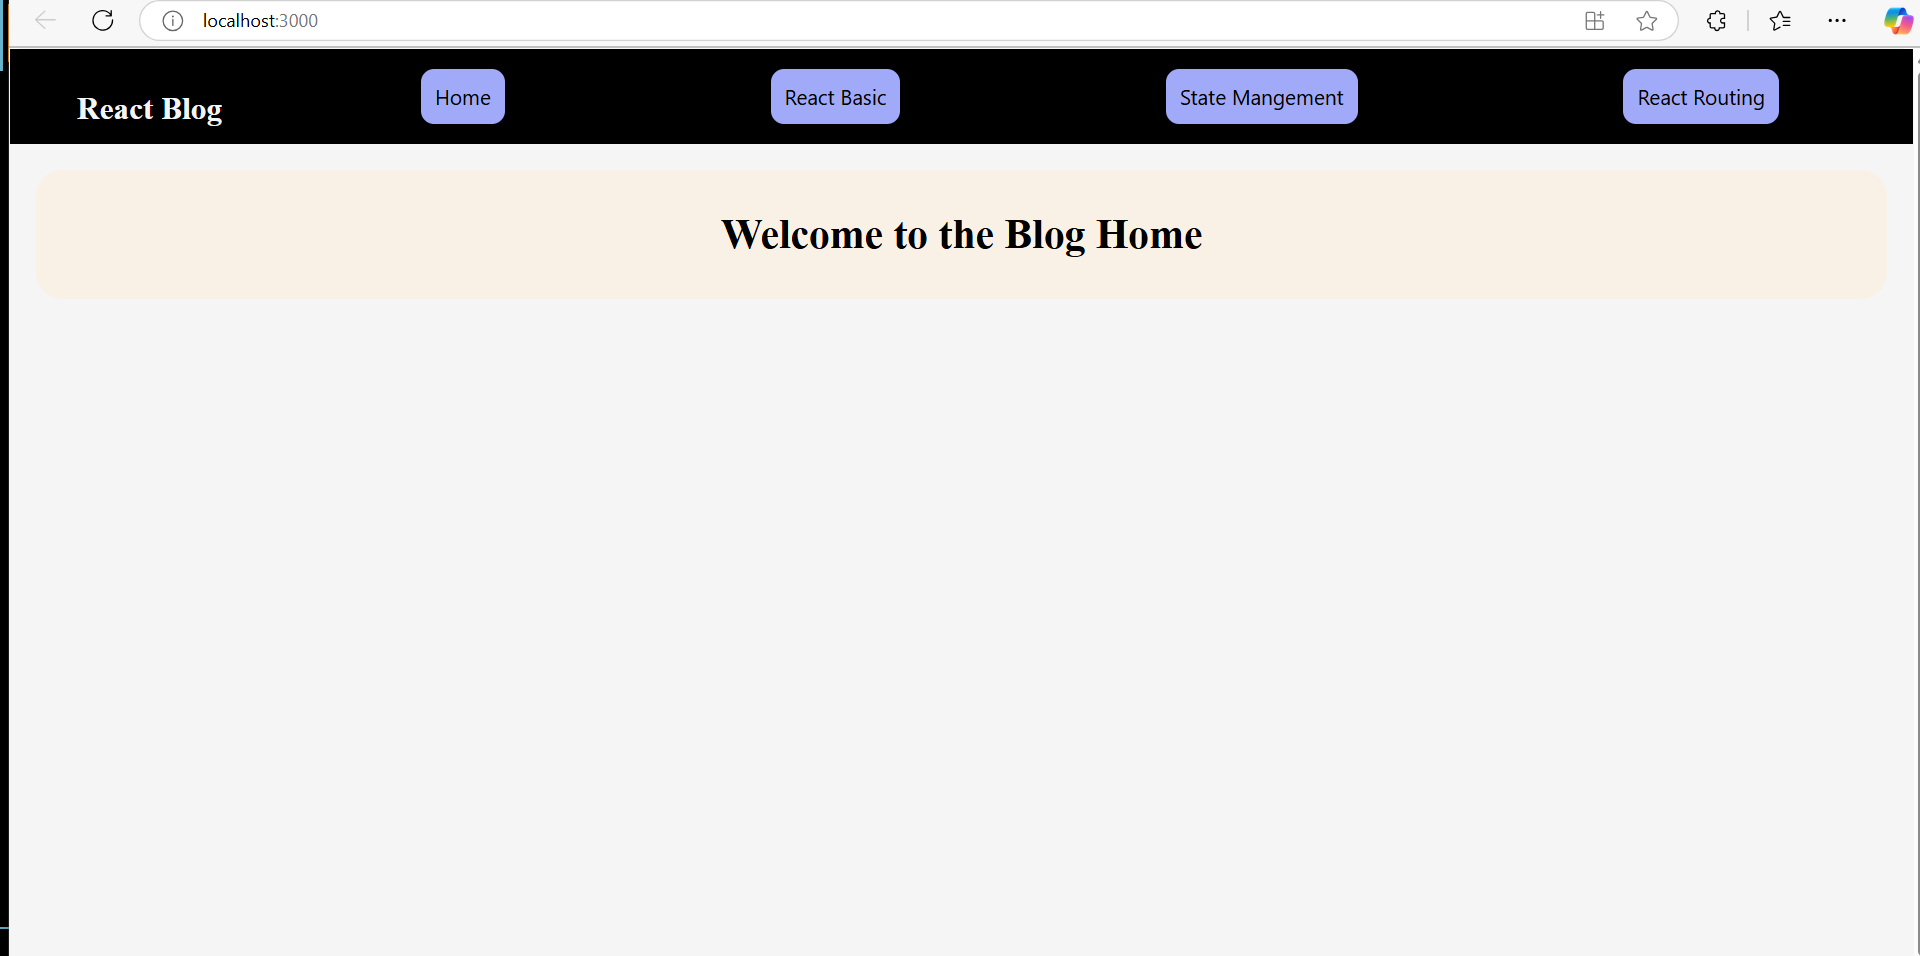 localhost:3000
React Blog
Home
React Basic
State Mangement
React Routing
Welcome to the Blog Home